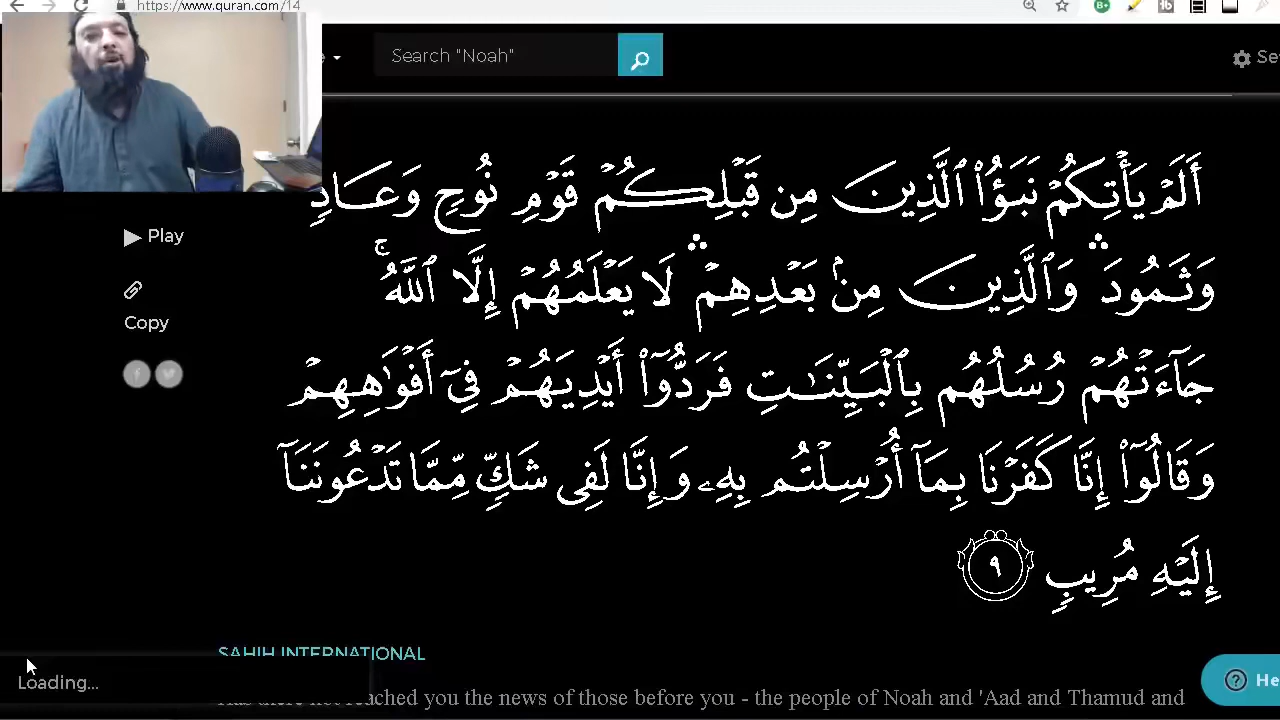 https://www.quran.com/14
Search "Noah"
أَلَمْ يَأْتِكُمْ نَبَؤُا۟ ٱلَّذِينَ مِن قَبْلِكُمْ قَوْمِ نُوحٍ وَعَادٍ
وَثَمُودَ ۛ وَٱلَّذِينَ مِنۢ بَعْدِهِمْ ۛ لَا يَعْلَمُهُمْ إِلَّا ٱللَّهُ ۚ
جَآءَتْهُمْ رُسُلُهُم بِٱلْبَيِّنَـٰتِ فَرَدُّوٓا۟ أَيْدِيَهُمْ فِىٓ أَفْوَٰهِهِمْ
وَقَالُوٓا۟ إِنَّا كَفَرْنَا بِمَآ أُرْسِلْتُم بِهِۦ وَإِنَّا لَفِى شَكٍّ مِّمَّا تَدْعُونَنَآ
إِلَيْهِ مُرِيبٍ ٩
Play
Copy
SAHIH INTERNATIONAL
Loading...
reached you the news of those before you - the people of Noah and 'Aad and Thamud and